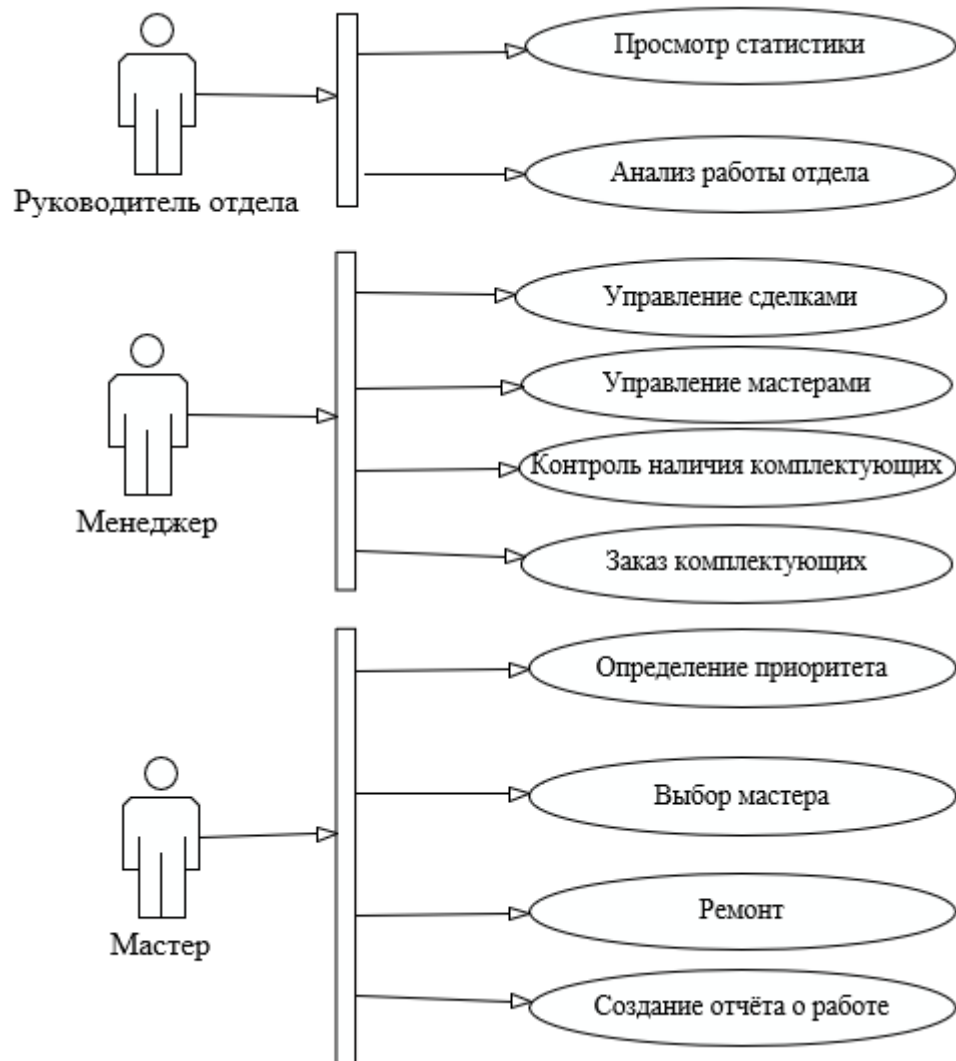 Просмотр статистики
Анализ работы отдела
Руководитель отдела
Управление сделками
Управление мастерами
Контроль наличия комплектующих
Менеджер
Заказ комплектующих
Определение приоритета
Выбор мастера
Ремонт
Мастер
Создание отчёта о работе